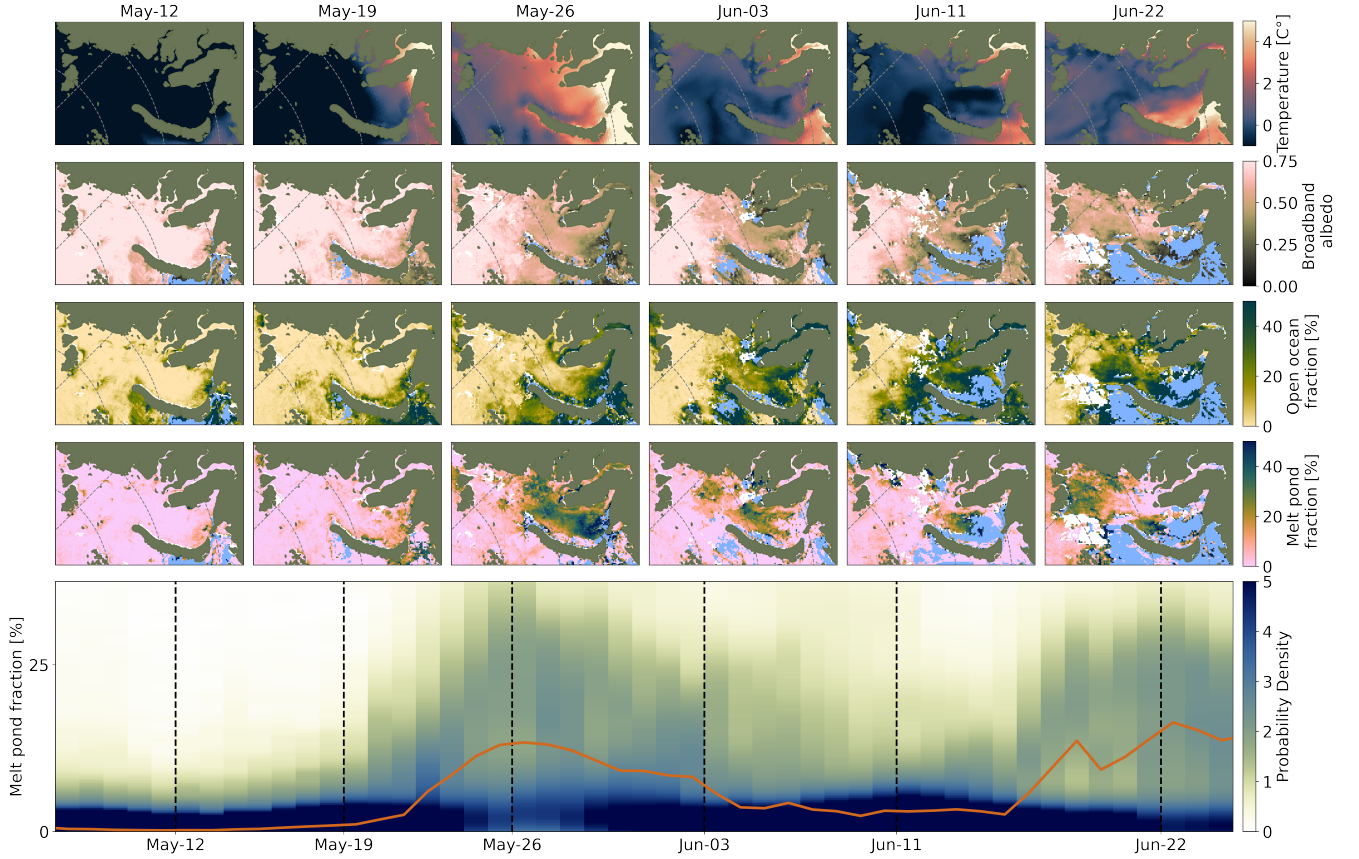 May-12 May-19 May-26 Jun-03 Jun-11 Jun-22
4
2
0
Temperature [C°]
0.75
0.50
0.25
0.00
Broadband
albedo
40
20
0
Open ocean
fraction [%]
40
20
0
Melt pond
fraction [%]
Melt pond fraction [%]
25
0
5
4
3
2
1
0
Probability Density
May-12 May-19 May-26 Jun-03 Jun-11 Jun-22